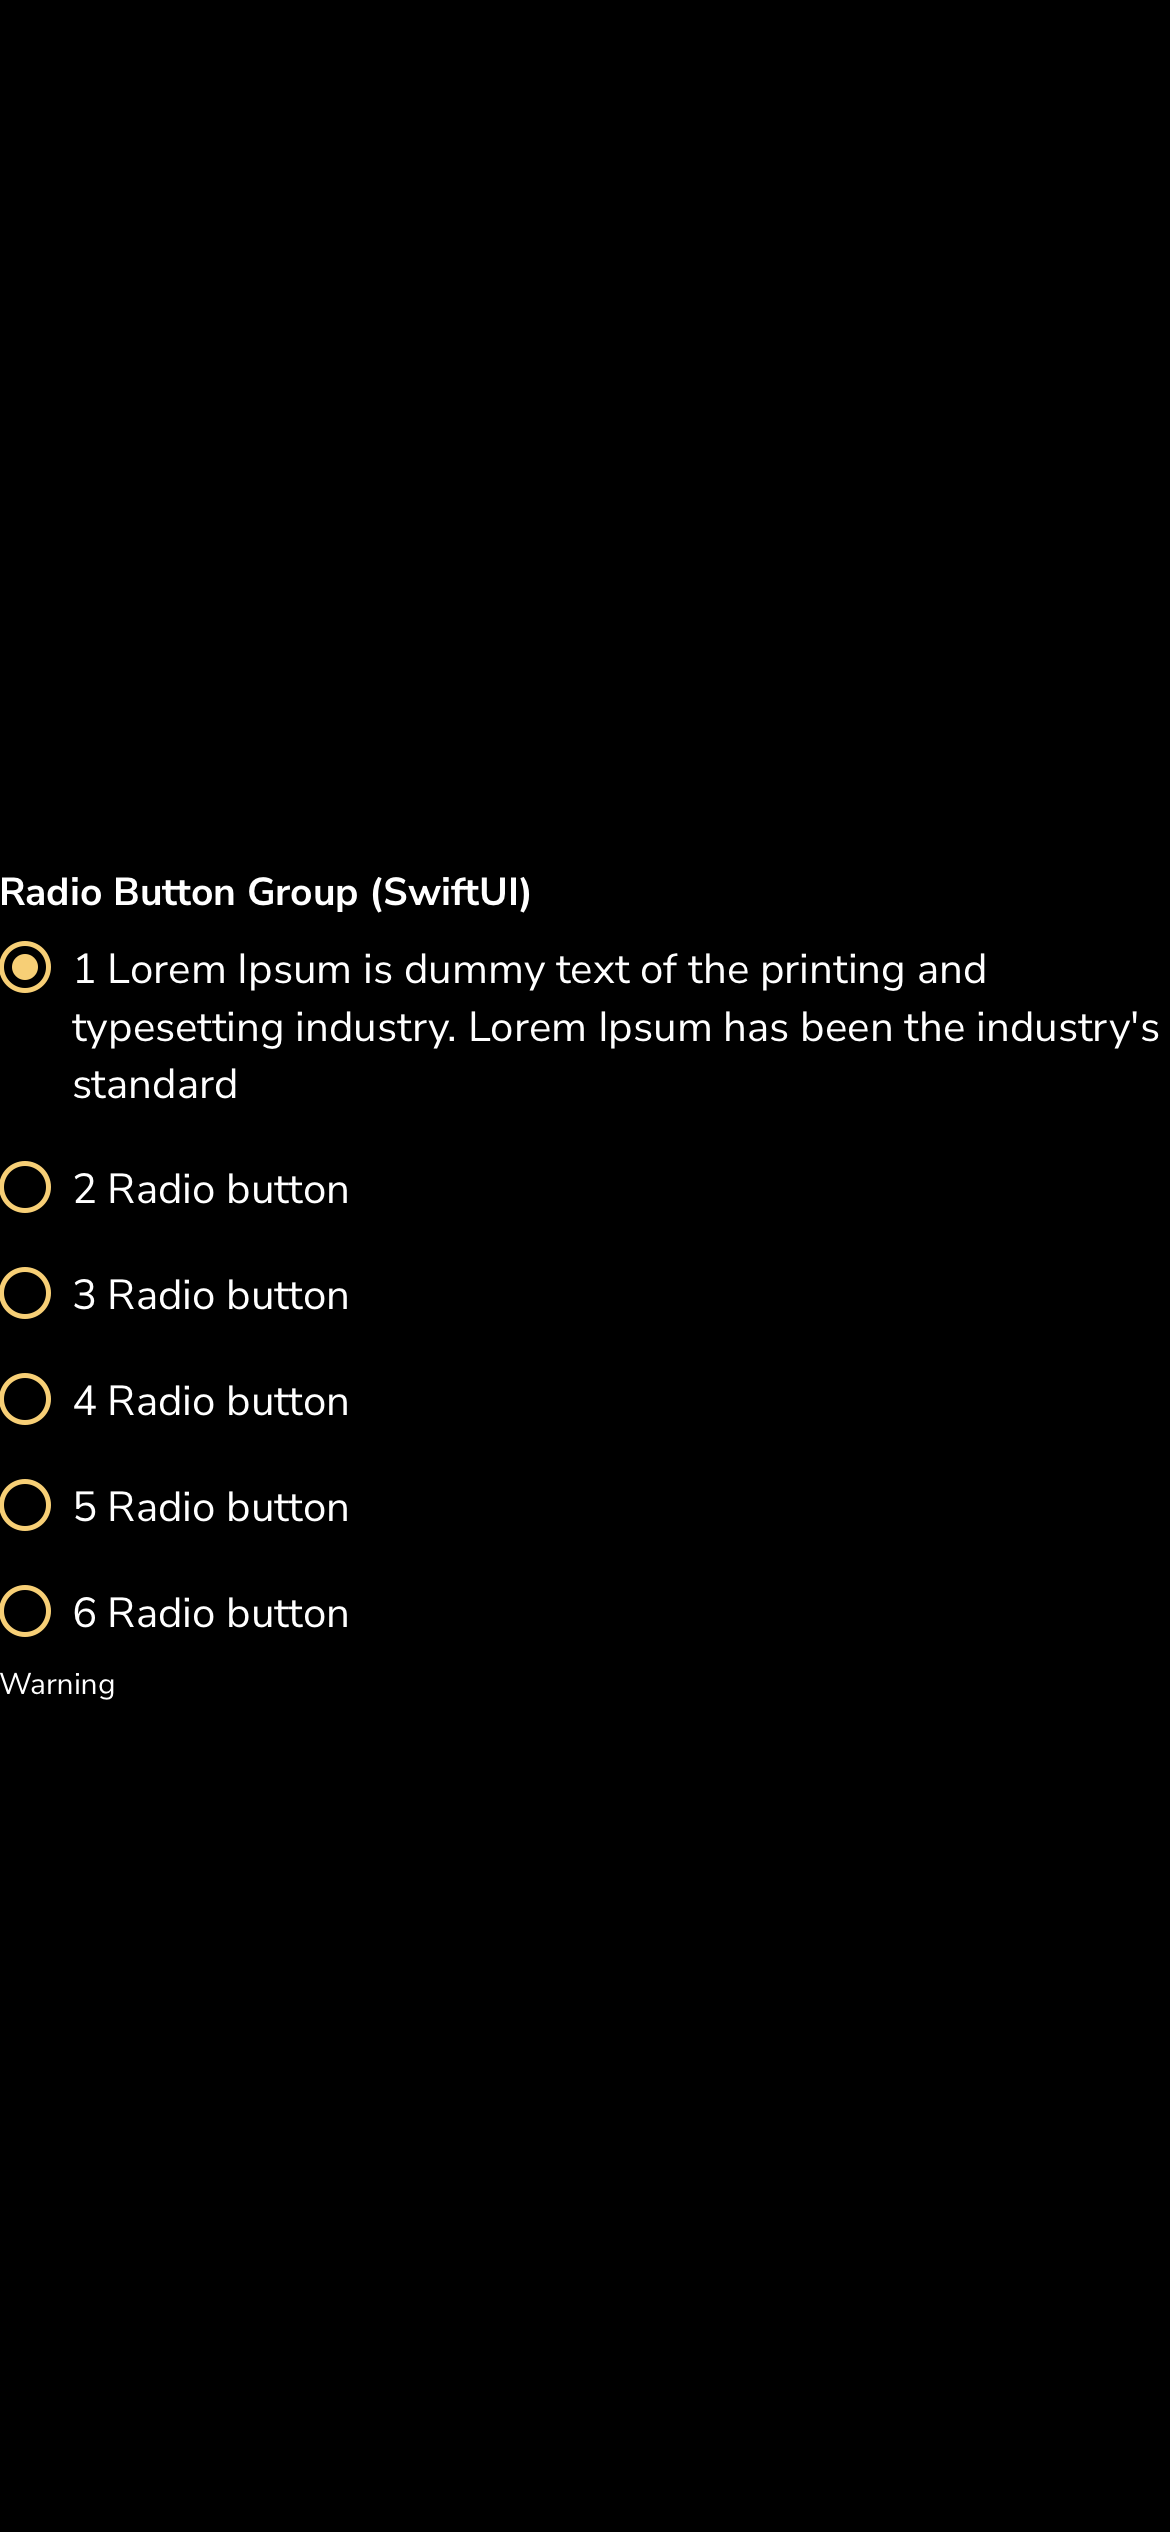 Radio Button Group (SwiftUI)
1 Lorem Ipsum is dummy text of the printing and
typesetting industry. Lorem Ipsum has been the industry's
standard
2 Radio button
3 Radio button
4 Radio button
5 Radio button
6 Radio button
Warning